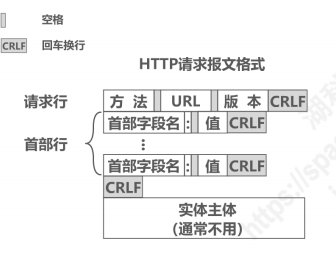 空格
CRLF 回车换行
HTTP请求报文格式
请求行 方 法 URL 版 本 CRLF
首部字段名 : 值 CRLF
首部行 ⋮
首部字段名 : 值 CRLF
CRLF
实体主体
(通常不用)